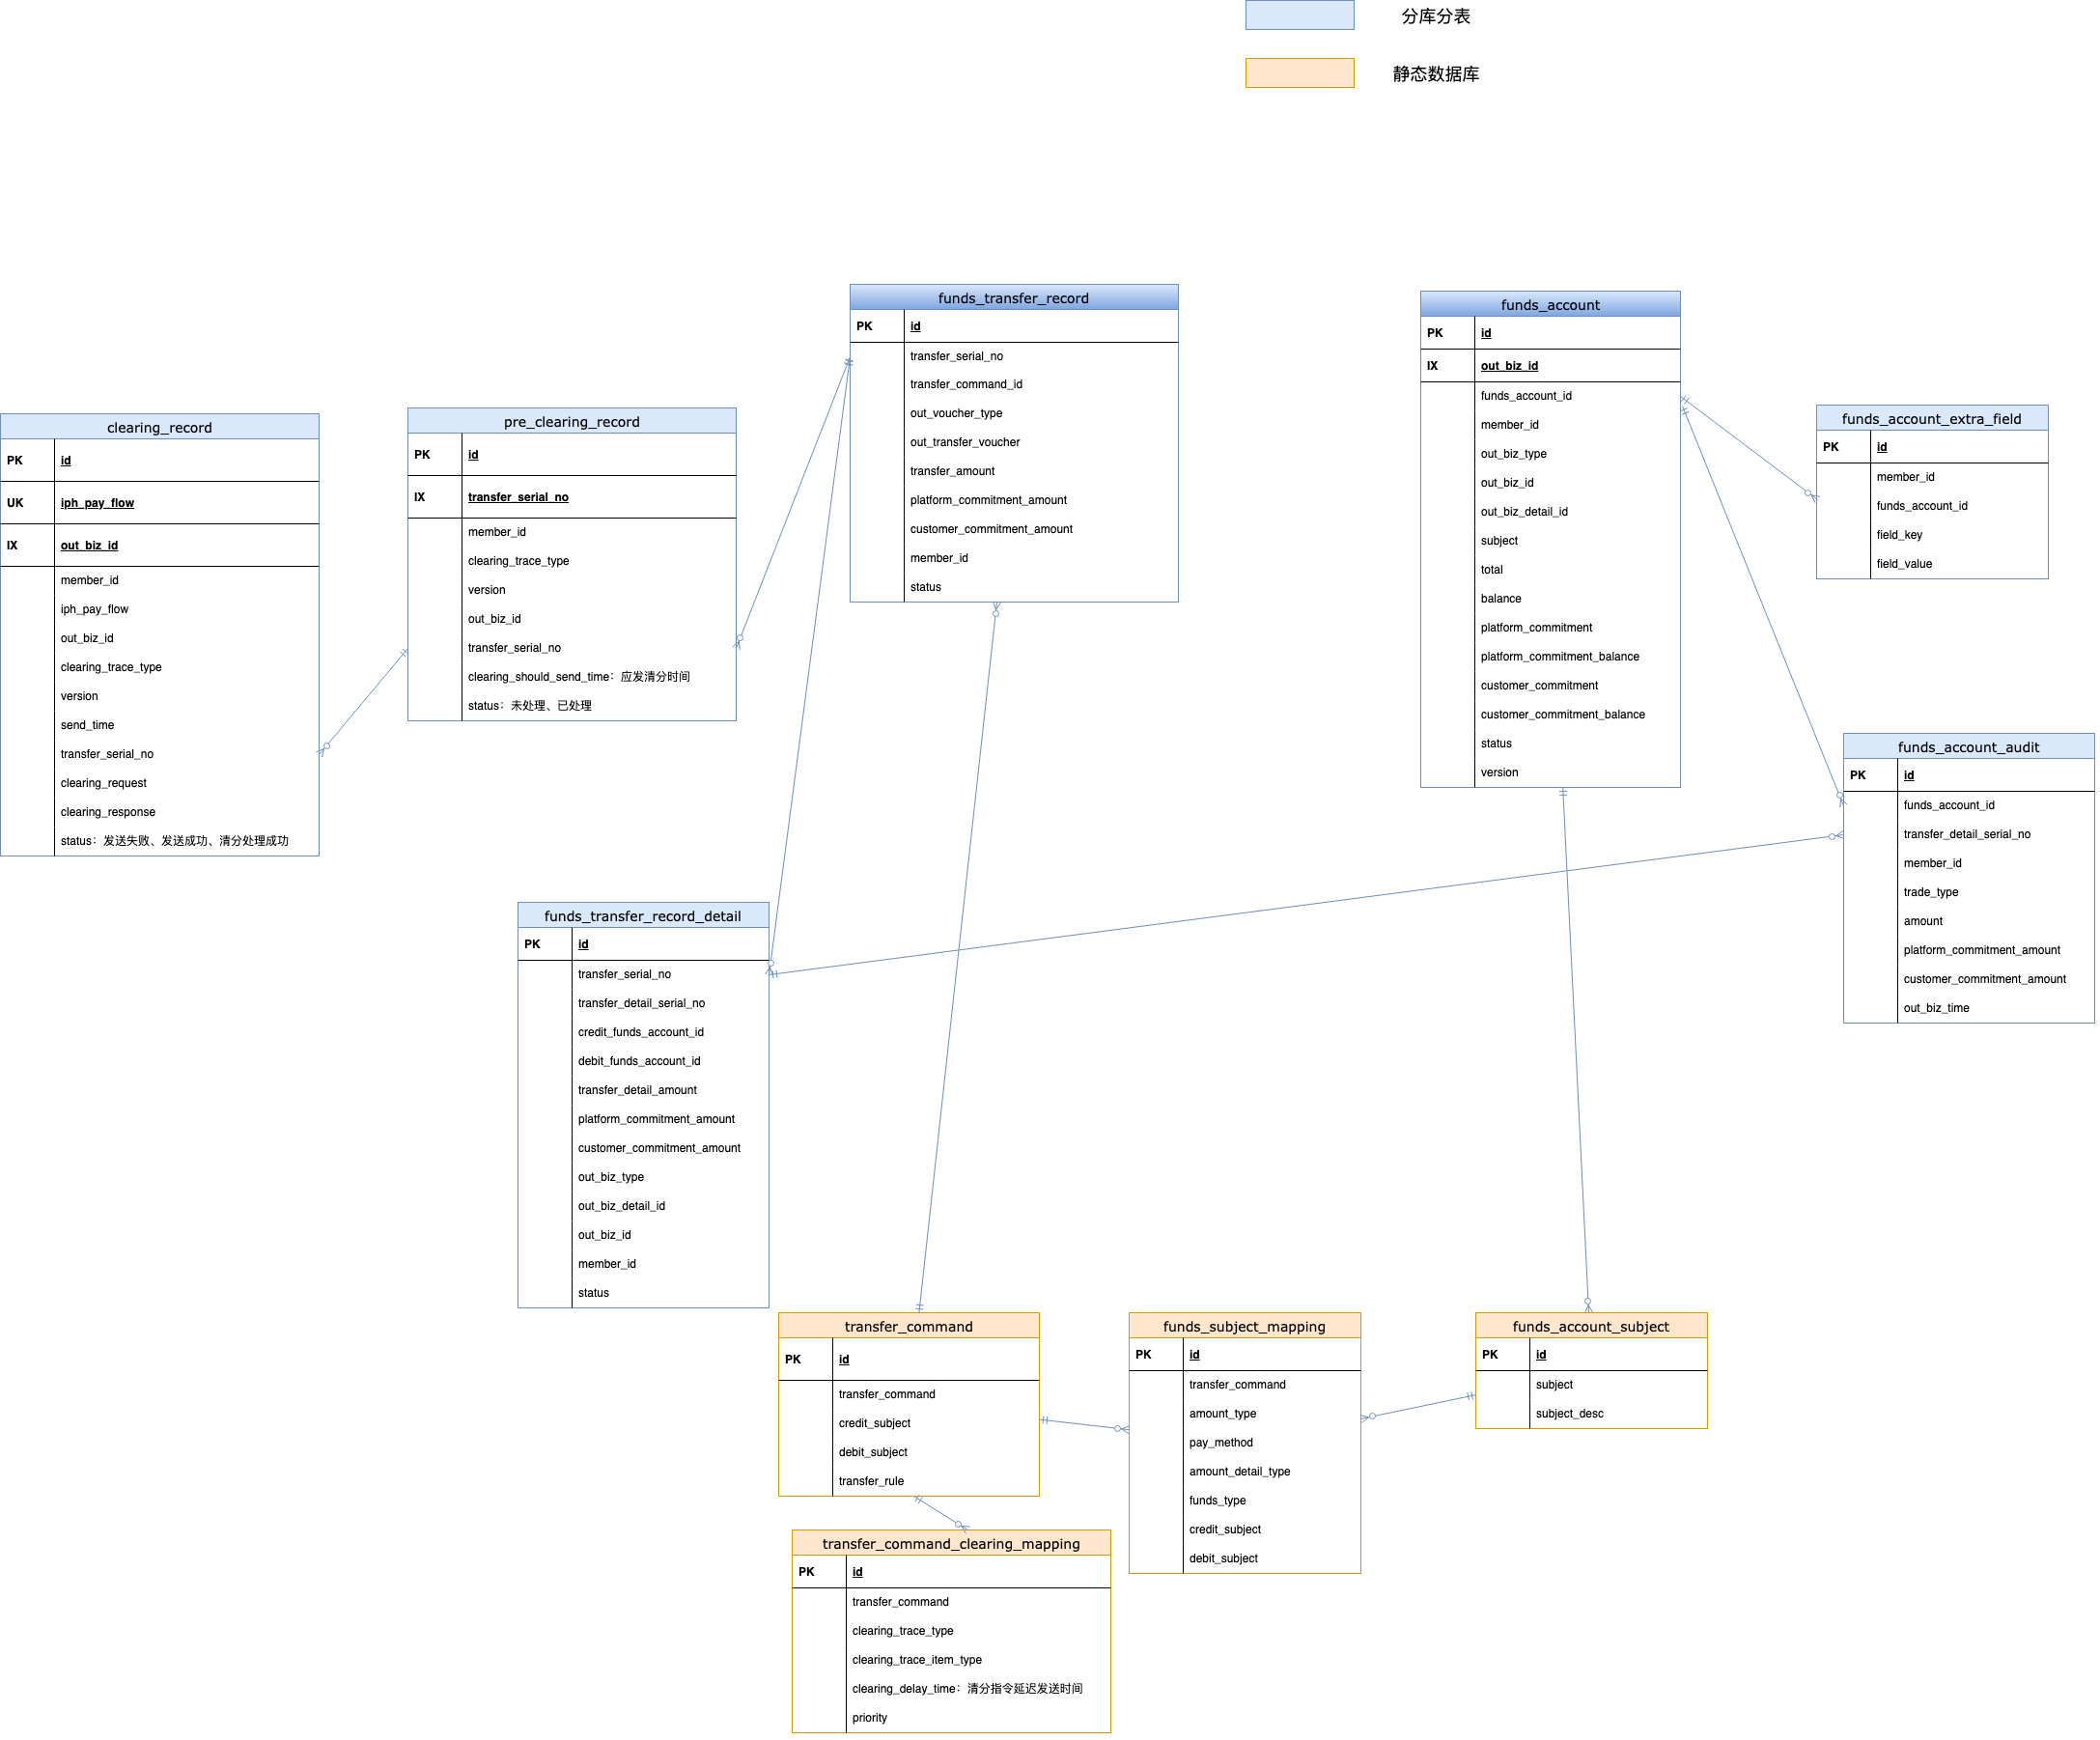 分库分表
静态数据库
funds_transfer_record
PK id
transfer_serial_no
transfer_command_id
out_voucher_type
out_transfer_voucher
transfer_amount
platform_commitment_amount
customer_commitment_amount
member_id
status
funds_account
PK id
IX out_biz_id
funds_account_id
member_id
out_biz_type
out_biz_id
out_biz_detail_id
subject
total
balance
platform_commitment
platform_commitment_balance
customer_commitment
customer_commitment_balance
status
version
funds_account_extra_field
PK id
member_id
funds_account_id
field_key
field_value
clearing_record
PK id
UK iph_pay_flow
IX out_biz_id
member_id
iph_pay_flow
out_biz_id
clearing_trace_type
version
send_time
transfer_serial_no
clearing_request
clearing_response
status：发送失败、发送成功、清分处理成功
pre_clearing_record
PK id
IX transfer_serial_no
member_id
clearing_trace_type
version
out_biz_id
transfer_serial_no
clearing_should_send_time：应发清分时间
status：未处理、已处理
funds_account_audit
PK id
funds_account_id
transfer_detail_serial_no
member_id
trade_type
amount
platform_commitment_amount
customer_commitment_amount
out_biz_time
funds_transfer_record_detail
PK id
transfer_serial_no
transfer_detail_serial_no
credit_funds_account_id
debit_funds_account_id
transfer_detail_amount
platform_commitment_amount
customer_commitment_amount
out_biz_type
out_biz_detail_id
out_biz_id
member_id
status
transfer_command
PK id
transfer_command
credit_subject
debit_subject
transfer_rule
funds_subject_mapping
PK id
transfer_command
amount_type
pay_method
amount_detail_type
funds_type
credit_subject
debit_subject
funds_account_subject
PK id
subject
subject_desc
transfer_command_clearing_mapping
PK id
transfer_command
clearing_trace_type
clearing_trace_item_type
clearing_delay_time：清分指令延迟发送时间
priority